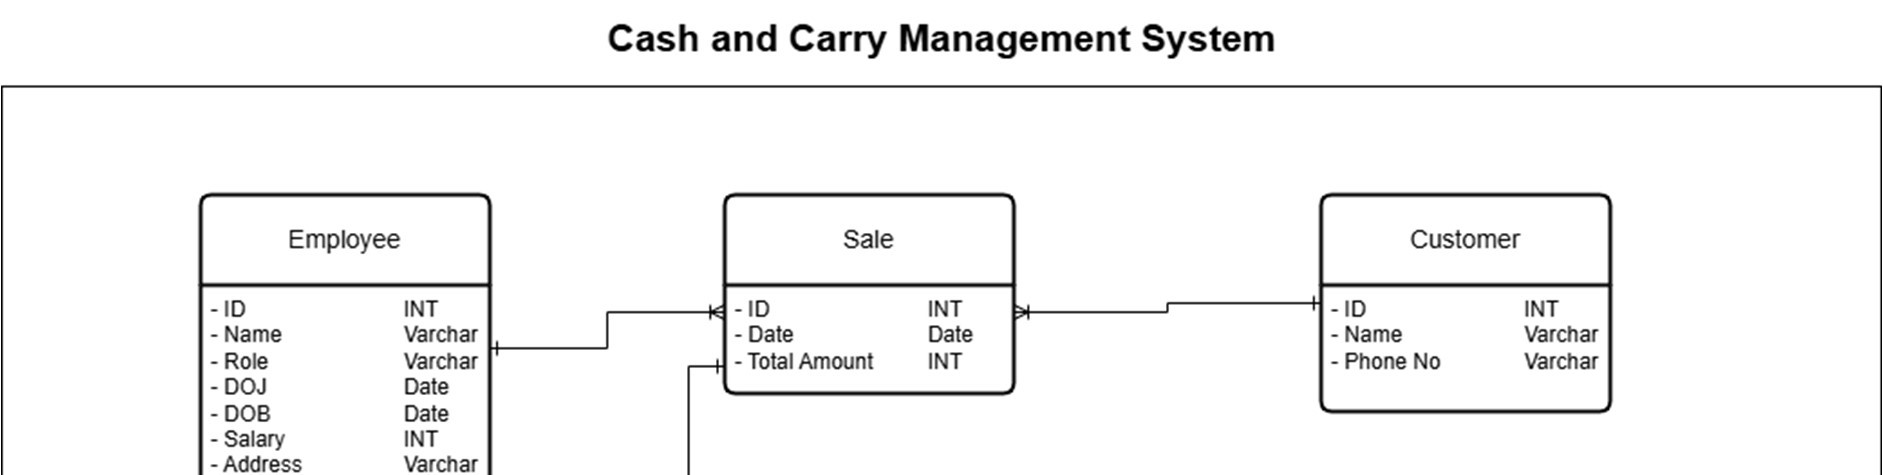 Cash and Carry Management System
Employee
- ID INT
- Name Varchar
- Role Varchar
- DOJ Date
- DOB Date
- Salary INT
- Address Varchar
Sale
- ID INT
- Date Date
- Total Amount INT
Customer
- ID INT
- Name Varchar
- Phone No Varchar